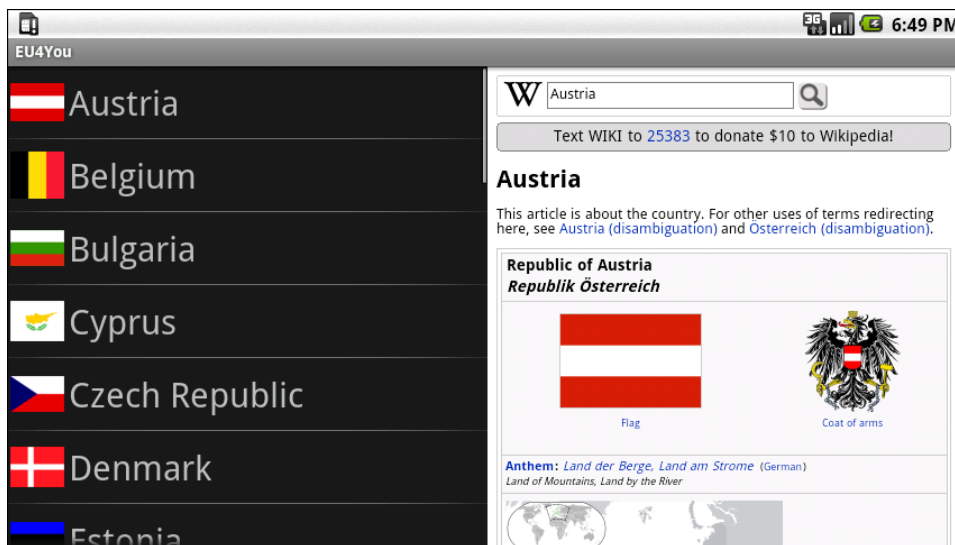 3G
6:49 PM
EU4You
Austria
Belgium
Bulgaria
Cyprus
Czech Republic
Denmark
Estonia
W
Austria
Text WIKI to 25383 to donate $10 to Wikipedia!
Austria
This article is about the country. For other uses of terms redirecting
here, see Austria (disambiguation) and Österreich (disambiguation).
Republic of Austria
Republik Österreich
Flag
Coat of arms
Anthem: Land der Berge, Land am Strome (German)
Land of Mountains, Land by the River